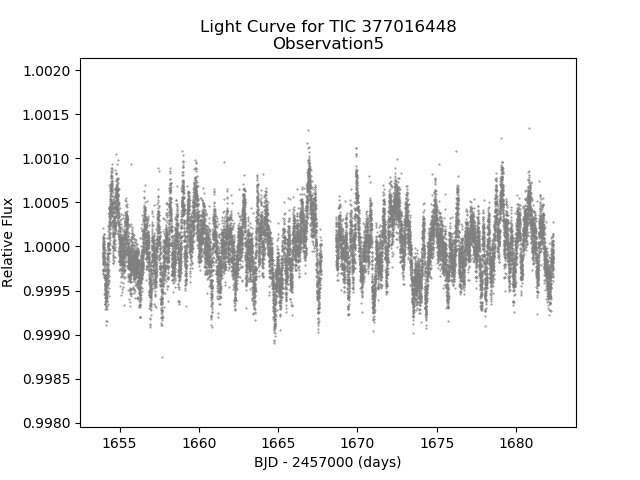 Light Curve for TIC 377016448
Observation5
1.0020
1.0015
1.0010
1.0005
1.0000
0.9995
0.9990
0.9985
0.9980
Relative Flux
1655 1660 1665 1670 1675 1680
BJD - 2457000 (days)